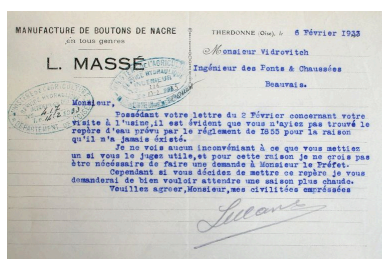 MANUFACTURE DE BOUTONS DE NACRE
en tous genres
L. MASSÉ
THERDONNE (Oise), le 6 Février 1933
Monsieur Vidrovitch
Ingénieur des Ponts & Chaussées
Beauvais.
Monsieur,
Possédant votre lettre du 2 Février concernant votre
visite à l'usine, il est évident que vous n'ayiez pas trouvé le
repère d'eau prévu par le réglement de 1855 pour la raison
qu'il n'a jamais éxisté.
Je ne vois aucun inconvénient à ce que vous mettiez
un si vous le jugez utile, et pour cette raison je ne crois pas
être nécessaire de faire une demande à Monsieur le Préfet.
Cependant si vous décidez de mettre ce repère je vous
demanderai de bien vouloir attendre une saison plus chaude.
Vouillez agréer, Monsieur, mes civilitées empréssées